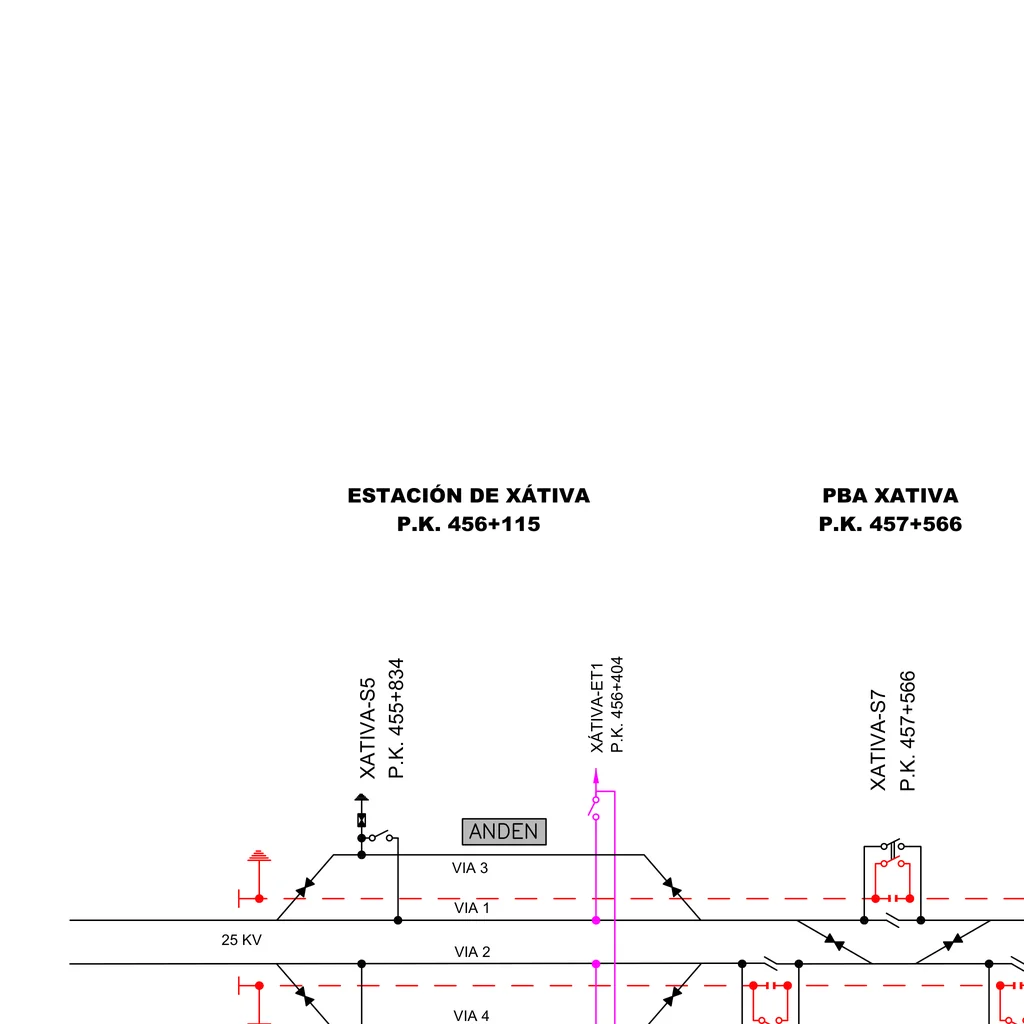 ESTACIÓN DE XÁTIVA
P.K. 456+115
PBA XATIVA
P.K. 457+566
XATIVA-S5
P.K. 455+834
XÁTIVA-ET1
P.K. 456+404
XATIVA-S7
P.K. 457+566
ANDEN
VIA 3
VIA 1
25 KV
VIA 2
VIA 4